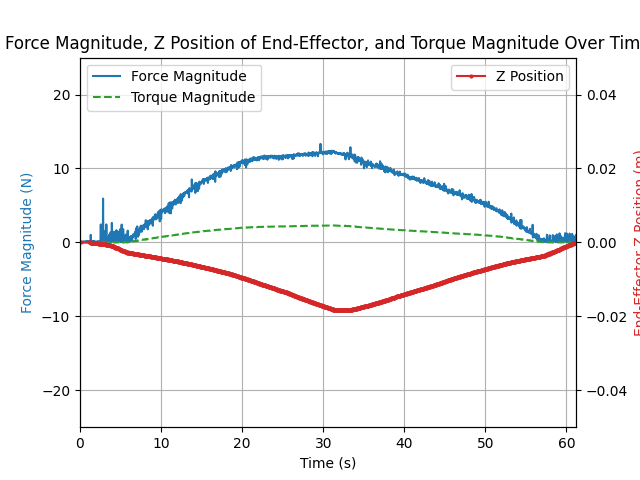 Force Magnitude, Z Position of End-Effector, and Torque Magnitude Over Tim
Force Magnitude
Torque Magnitude
Z Position
20
10
0
−10
−20
0.04
0.02
0.00
−0.02
−0.04
Force Magnitude (N)
End-Effector Z Position (m)
0 10 20 30 40 50 60
Time (s)